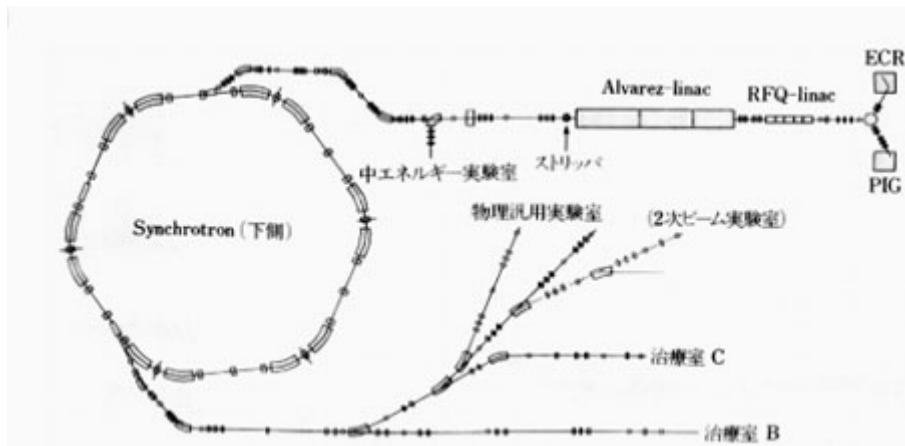 ECR
Alvarez-linac
RFQ-linac
ストリッパ
中エネルギー実験室
PIG
物理汎用実験室
(2次ビーム実験室)
Synchrotron (下側)
治療室 C
治療室 B